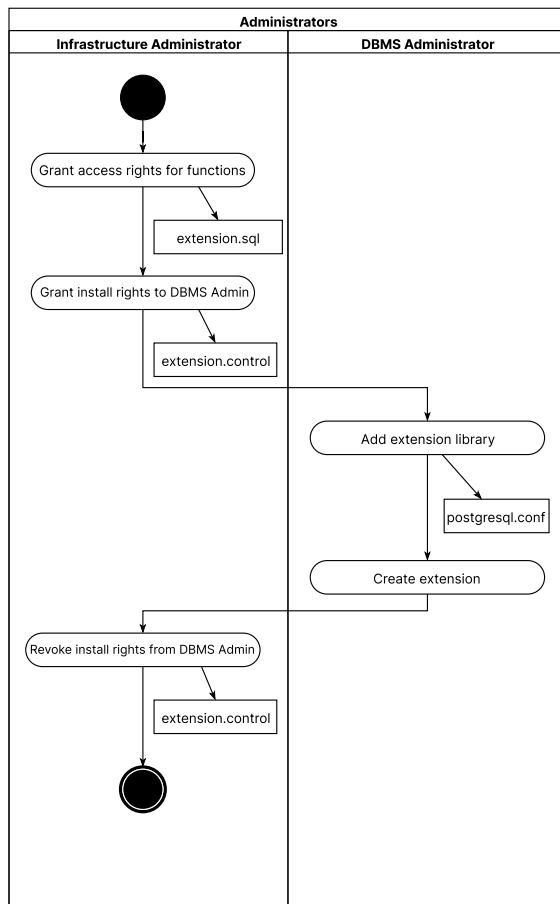 Administrators
Infrastructure Administrator
DBMS Administrator
Grant access rights for functions
extension.sql
Grant install rights to DBMS Admin
extension.control
Add extension library
postgresql.conf
Create extension
Revoke install rights from DBMS Admin
extension.control